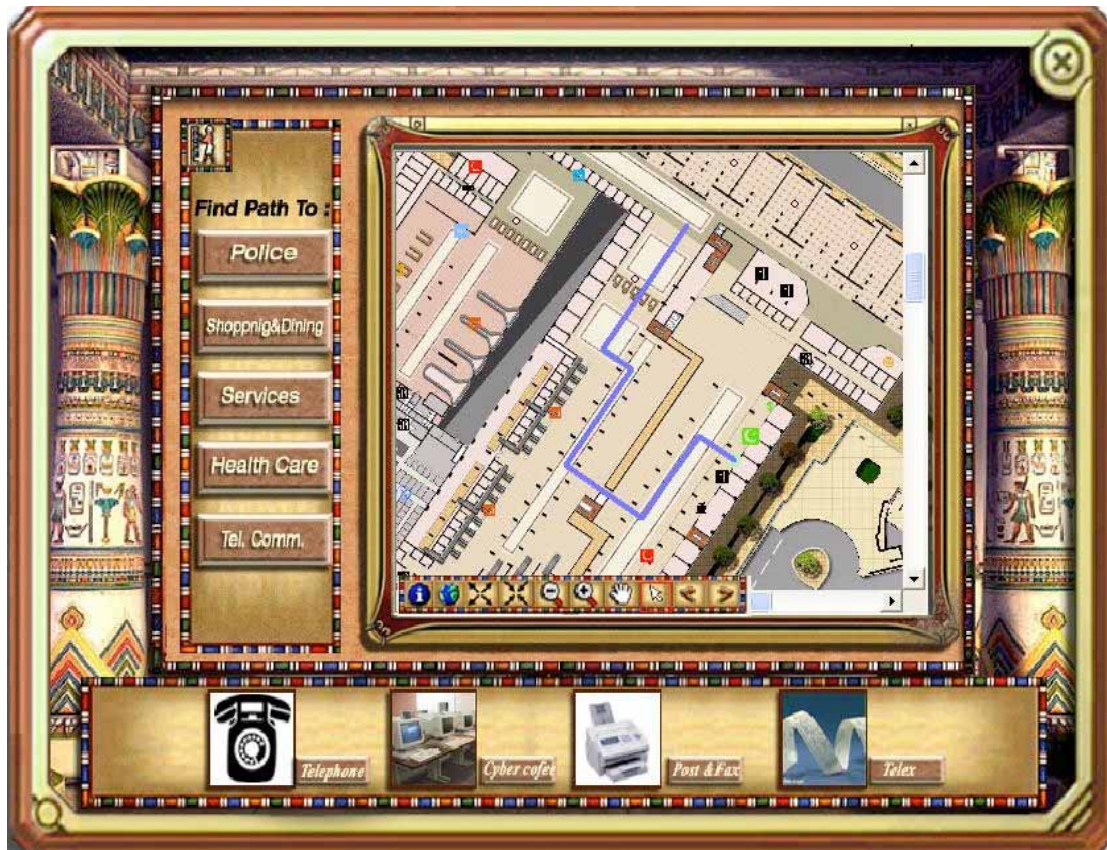 Find Path To :
Police
Shoppnig&Dining
Services
Health Care
Tel. Comm.
Telephone
Cyber cofee
Post & Fax
Telex